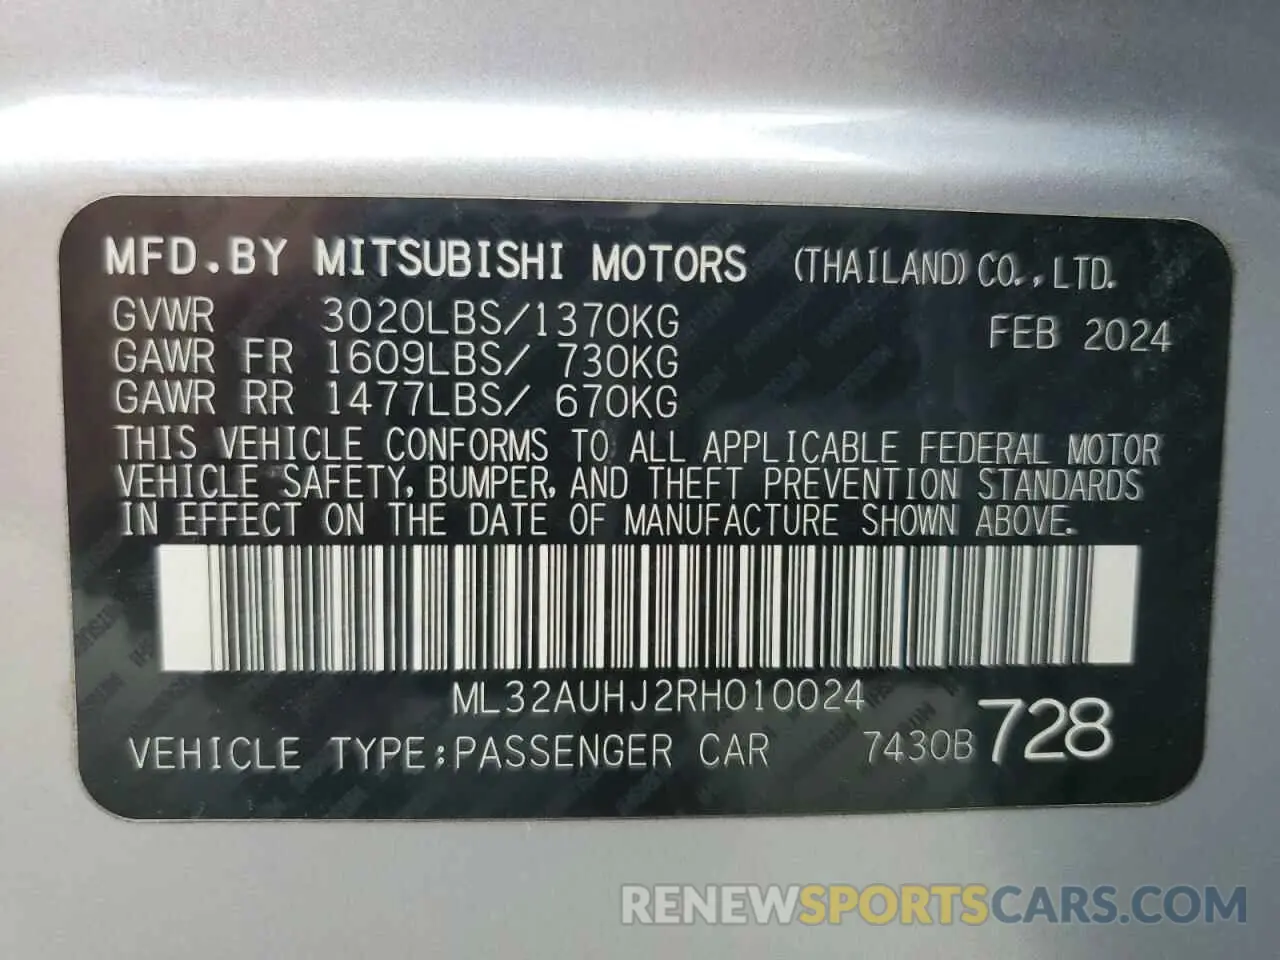 MFD.BY MITSUBISHI MOTORS (THAILAND) CO.,LTD.
GVWR 3020LBS/1370KG FEB 2024
GAWR FR 1609LBS/ 730KG
GAWR RR 1477LBS/ 670KG
THIS VEHICLE CONFORMS TO ALL APPLICABLE FEDERAL MOTOR
VEHICLE SAFETY, BUMPER, AND THEFT PREVENTION STANDARDS
IN EFFECT ON THE DATE OF MANUFACTURE SHOWN ABOVE.
ML32AUHJ2RH010024
VEHICLE TYPE:PASSENGER CAR 7430B 728
RENEWSPORTSCARS.COM